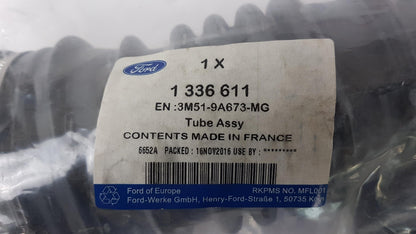 Ford
1 X
1 336 611
EN :3M51-9A673-MG
Tube Assy
CONTENTS MADE IN FRANCE
6652A PACKED : 16NOV2016 USE BY : *********
Ford of Europe
RKPMS NO. MFL001
Ford-Werke GmbH, Henry-Ford-Straße 1, 50735